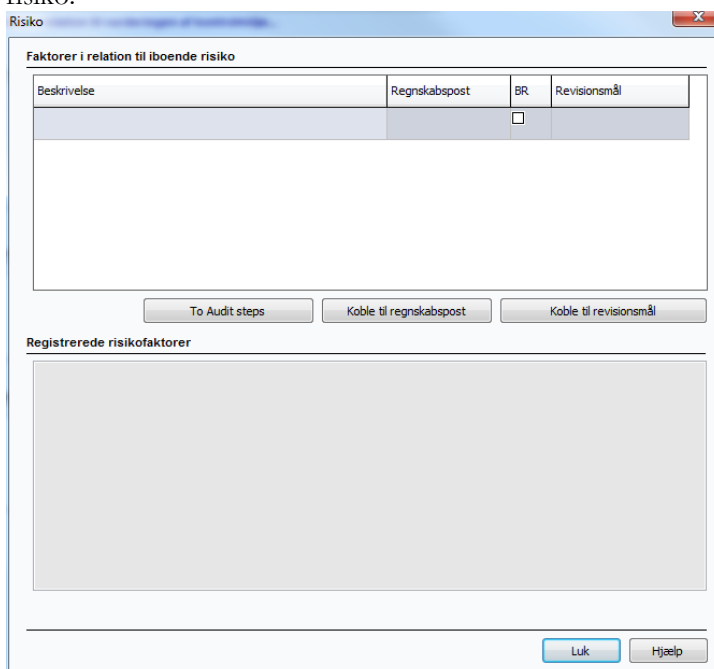 risiko.
Risiko
Faktorer i relation til iboende risiko
Beskrivelse Regnskabspost BR Revisionsmål
To Audit steps Koble til regnskabspost Koble til revisionsmål
Registrerede risikofaktorer
Luk Hjælp